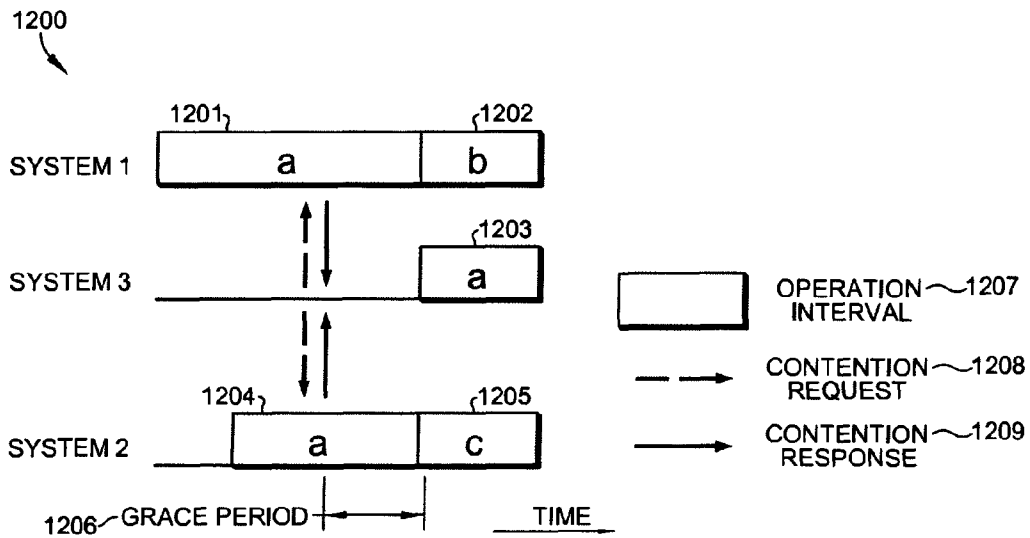 1200
1201
1202
SYSTEM 1
a
b
1203
SYSTEM 3
a
OPERATION
INTERVAL
1207
CONTENTION
REQUEST
1208
1204
1205
SYSTEM 2
a
c
CONTENTION
RESPONSE
1209
1206
GRACE PERIOD
TIME